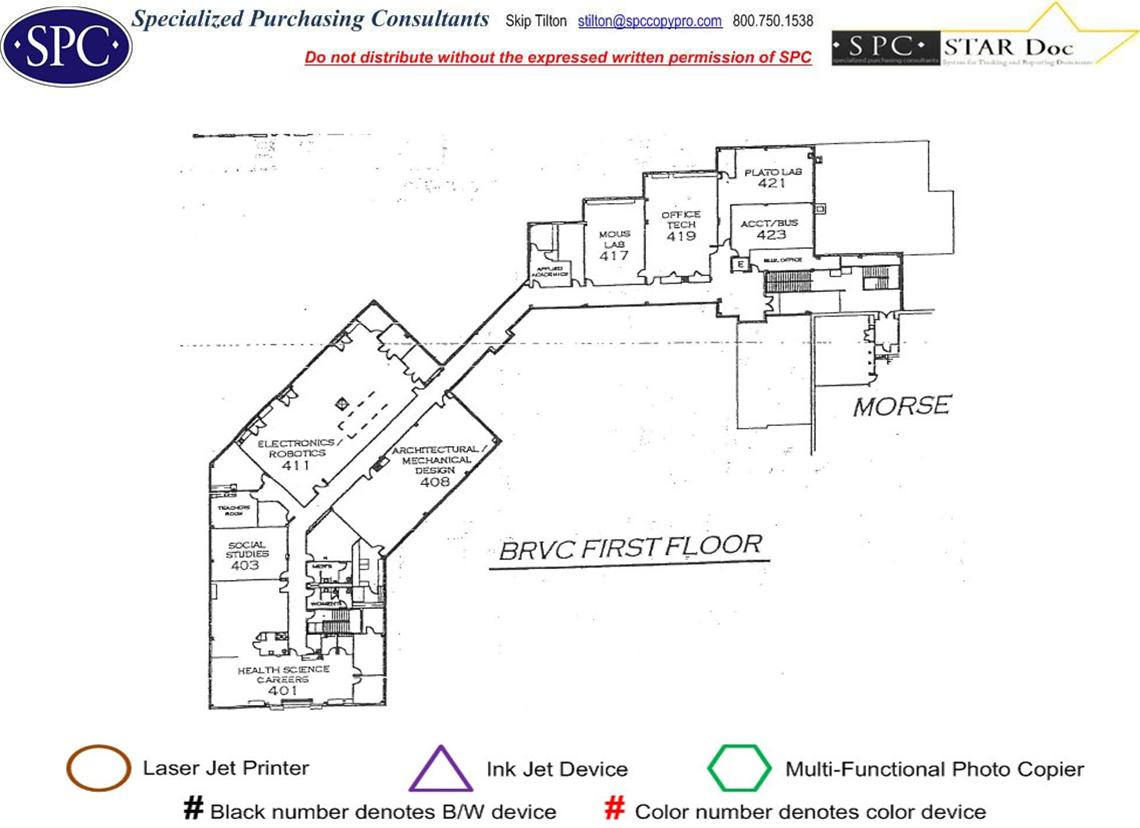 Specialized Purchasing Consultants Skip Tilton stilton@spccopypro.com 800.750.1538
·SPC·
Do not distribute without the expressed written permission of SPC
·SPC· STAR Doc
specialized purchasing consultants System for Tracking and Reporting Documents
PLATO LAB
421
OFFICE
TECH
419
ACCT/BUS
423
MOUS
LAB
417
E
APPLIED
ACADEMICS
MORSE
ELECTRONICS
ROBOTICS
411
ARCHITECTURAL
MECHANICAL
DESIGN
408
TEACHERS
ROOM
BRVC FIRST FLOOR
SOCIAL
STUDIES
403
MEN'S
WOMEN'S
HEALTH SCIENCE
CAREERS
401
Laser Jet Printer
Ink Jet Device
Multi-Functional Photo Copier
# Black number denotes B/W device
# Color number denotes color device